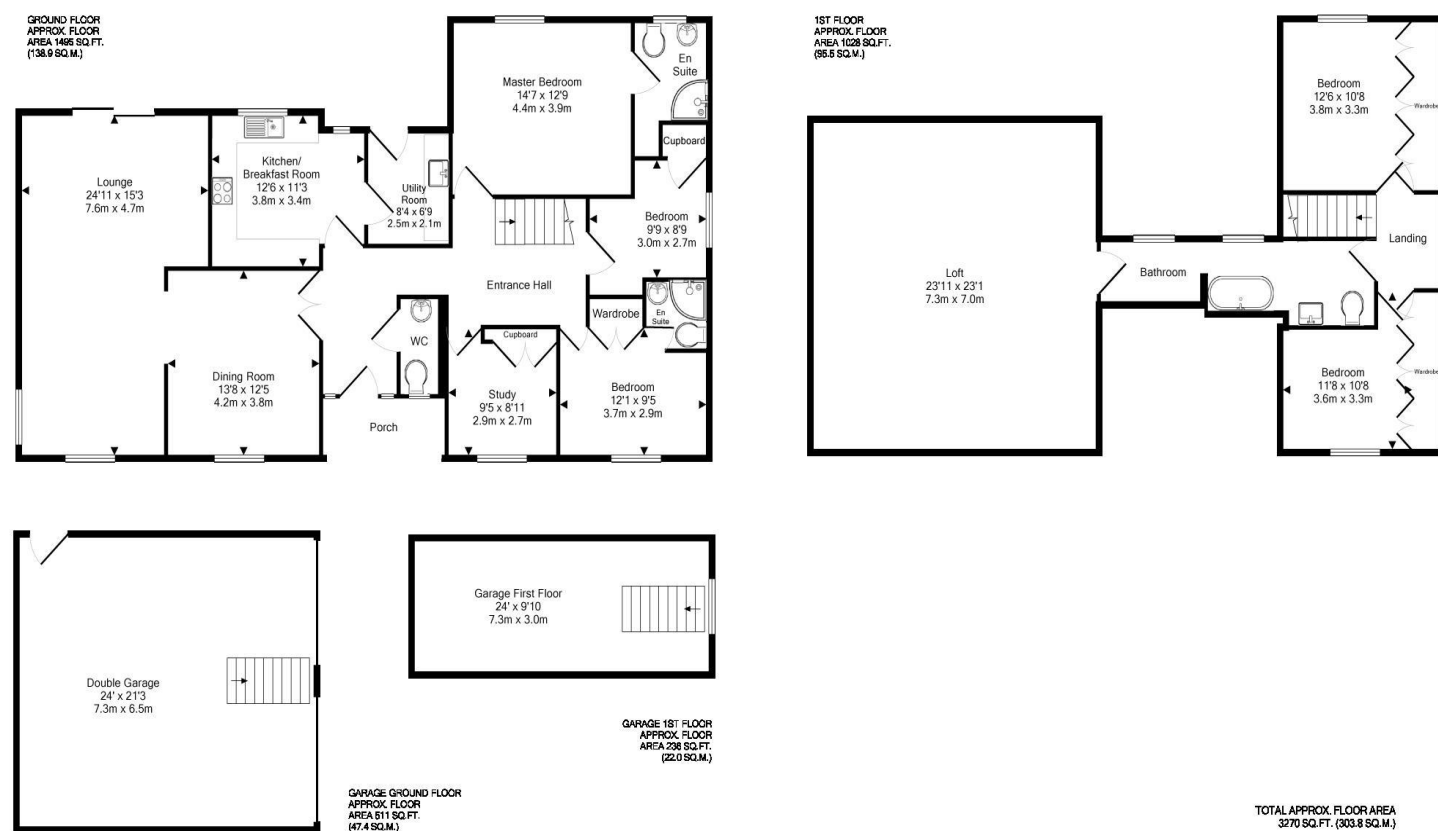 GROUND FLOOR
APPROX. FLOOR
AREA 1495 SQ.FT.
(138.9 SQ.M.)
Lounge
24'11 x 15'3
7.6m x 4.7m
Kitchen/
Breakfast Room
12'6 x 11'3
3.8m x 3.4m
Utility
Room
8'4 x 6'9
2.5m x 2.1m
Master Bedroom
14'7 x 12'9
4.4m x 3.9m
En
Suite
Cupboard
Bedroom
9'9 x 8'9
3.0m x 2.7m
Entrance Hall
Wardrobe
En
Suite
Cupboard
WC
Dining Room
13'8 x 12'5
4.2m x 3.8m
Study
9'5 x 8'11
2.9m x 2.7m
Bedroom
12'1 x 9'5
3.7m x 2.9m
Porch
1ST FLOOR
APPROX. FLOOR
AREA 1028 SQ.FT.
(95.5 SQ.M.)
Bedroom
12'6 x 10'8
3.8m x 3.3m
Wardrobe
Landing
Loft
23'11 x 23'1
7.3m x 7.0m
Bathroom
Bedroom
11'8 x 10'8
3.6m x 3.3m
Wardrobe
Double Garage
24' x 21'3
7.3m x 6.5m
GARAGE GROUND FLOOR
APPROX. FLOOR
AREA 511 SQ.FT.
(47.4 SQ.M.)
Garage First Floor
24' x 9'10
7.3m x 3.0m
GARAGE 1ST FLOOR
APPROX. FLOOR
AREA 236 SQ.FT.
(22.0 SQ.M.)
TOTAL APPROX. FLOOR AREA
3270 SQ.FT. (303.8 SQ.M.)